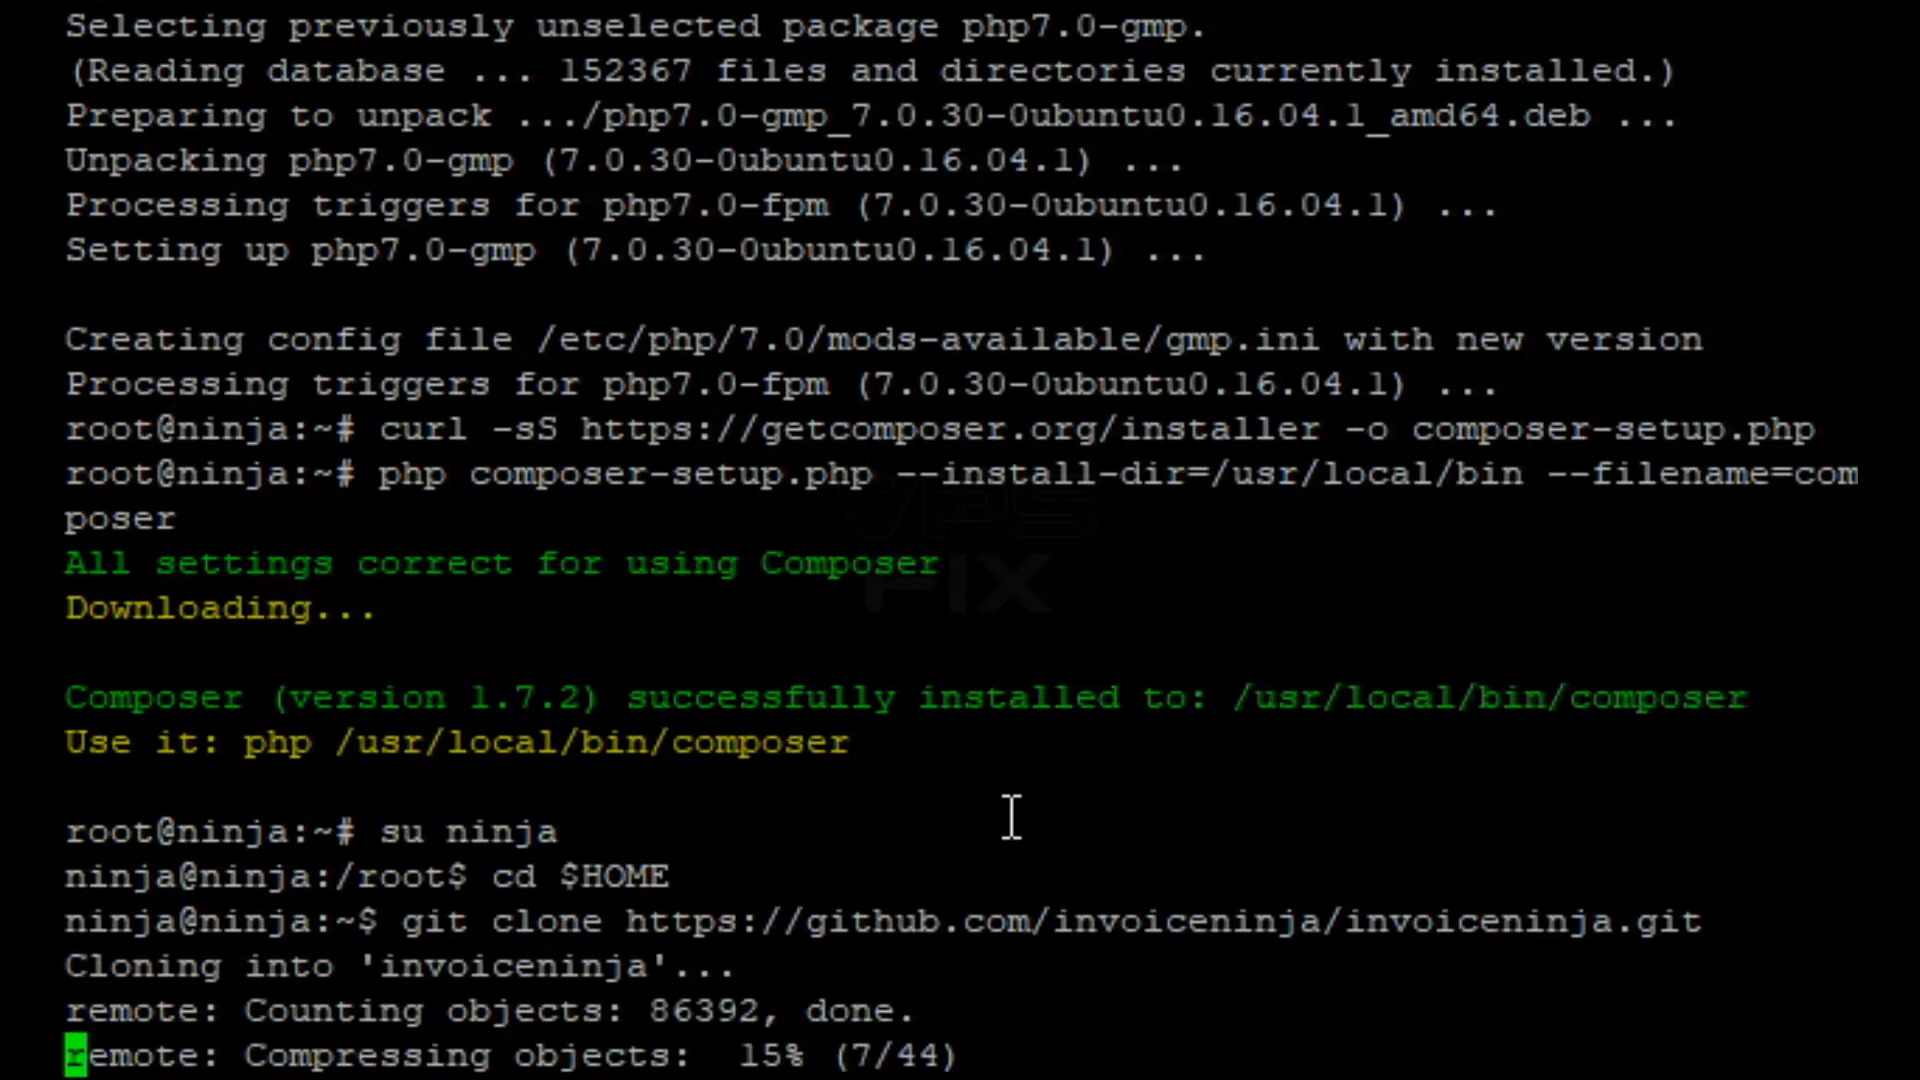 Selecting previously unselected package php7.0-gmp.
(Reading database ... 152367 files and directories currently installed.)
Preparing to unpack .../php7.0-gmp_7.0.30-0ubuntu0.16.04.1_amd64.deb ...
Unpacking php7.0-gmp (7.0.30-0ubuntu0.16.04.1) ...
Processing triggers for php7.0-fpm (7.0.30-0ubuntu0.16.04.1) ...
Setting up php7.0-gmp (7.0.30-0ubuntu0.16.04.1) ...
Creating config file /etc/php/7.0/mods-available/gmp.ini with new version
Processing triggers for php7.0-fpm (7.0.30-0ubuntu0.16.04.1) ...
root@ninja:~# curl -sS https://getcomposer.org/installer -o composer-setup.php
root@ninja:~# php composer-setup.php --install-dir=/usr/local/bin --filename=com
poser
VPS
All settings correct for using Composer
FIX
Downloading...
Composer (version 1.7.2) successfully installed to: /usr/local/bin/composer
Use it: php /usr/local/bin/composer
root@ninja:~# su ninja
ninja@ninja:/root$ cd $HOME
ninja@ninja:~$ git clone https://github.com/invoiceninja/invoiceninja.git
Cloning into 'invoiceninja'...
remote: Counting objects: 86392, done.
remote: Compressing objects:  15% (7/44)